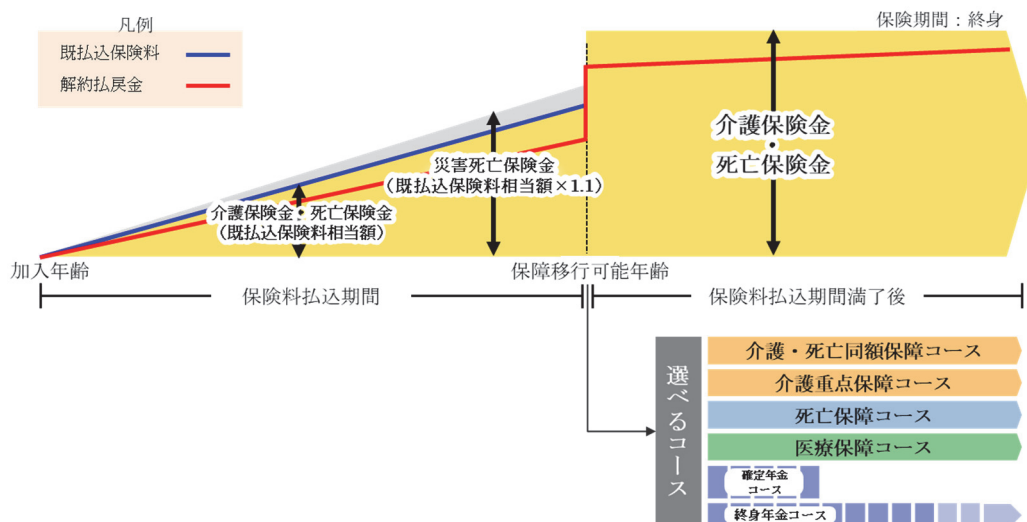 凡例
既払込保険料
解約払戻金
保険期間：終身
介護保険金・死亡保険金
（既払込保険料相当額）
災害死亡保険金
（既払込保険料相当額×1.1）
介護保険金
・
死亡保険金
加入年齢
保障移行可能年齢
保険料払込期間
保険料払込期間満了後
選べるコース
介護・死亡同額保障コース
介護重点保障コース
死亡保障コース
医療保障コース
確定年金
コース
終身年金コース